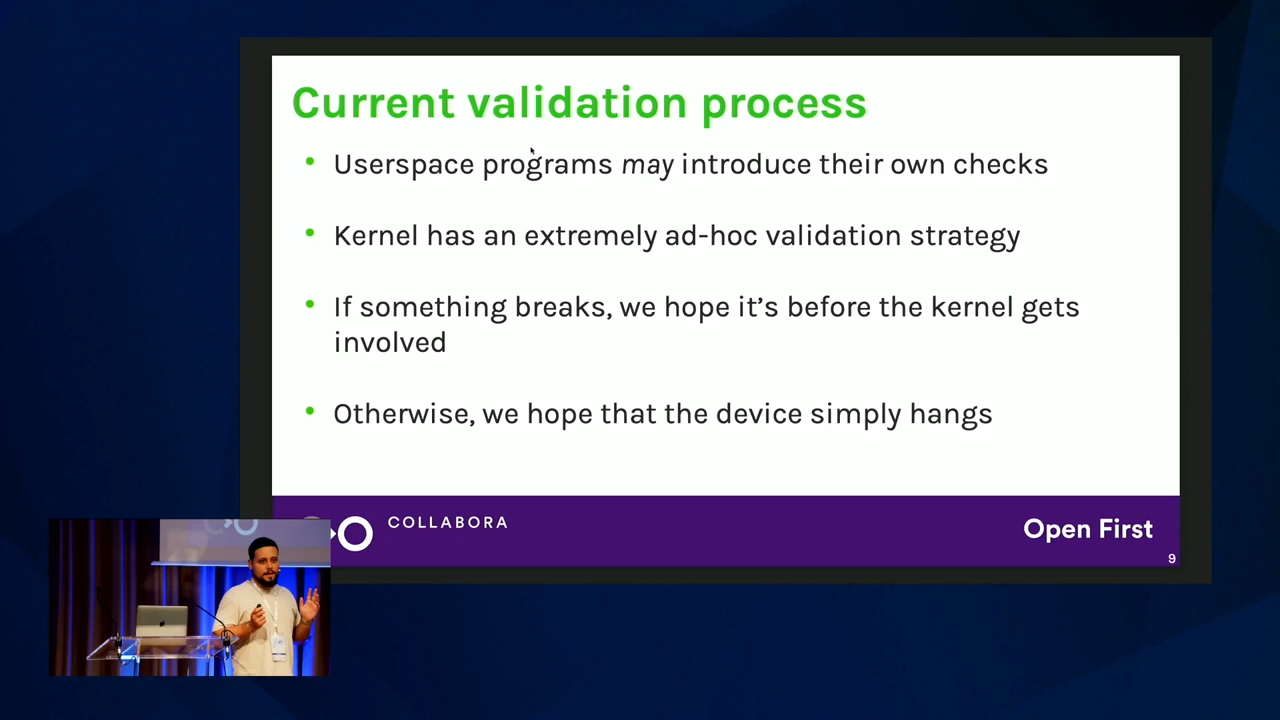 Current validation process
• Userspace programs may introduce their own checks
• Kernel has an extremely ad-hoc validation strategy
• If something breaks, we hope it’s before the kernel gets
involved
• Otherwise, we hope that the device simply hangs
COLLABORA
Open First
9